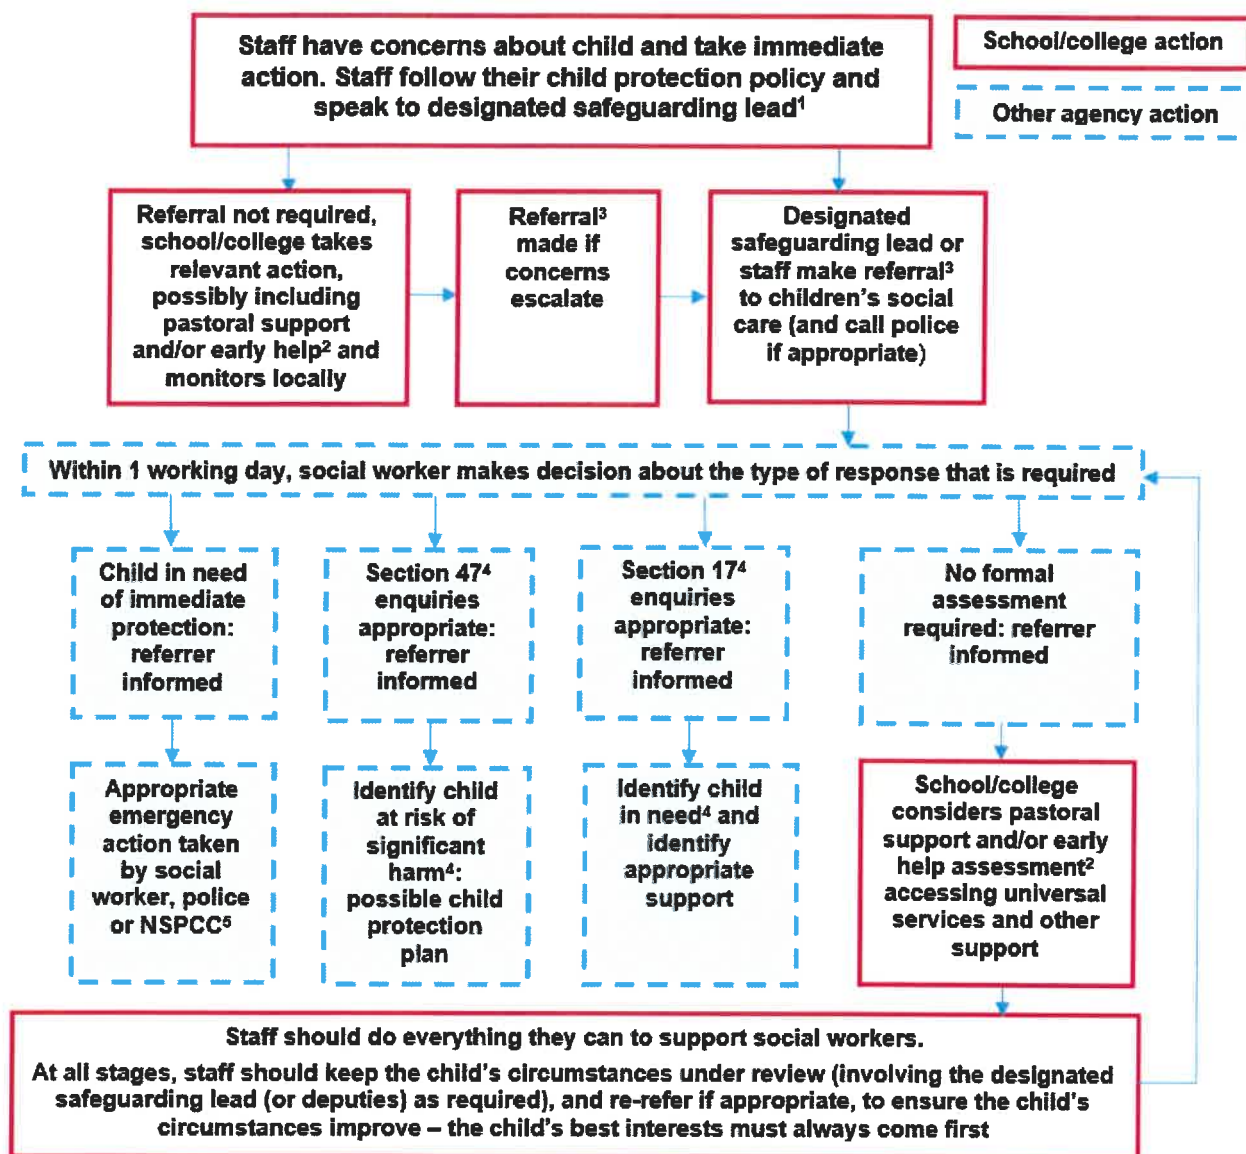 Staff have concerns about child and take immediate
action. Staff follow their child protection policy and
speak to designated safeguarding lead¹
School/college action
Other agency action
Referral not required,
school/college takes
relevant action,
possibly including
pastoral support
and/or early help² and
monitors locally
Referral³
made if
concerns
escalate
Designated
safeguarding lead or
staff make referral³
to children's social
care (and call police
if appropriate)
Within 1 working day, social worker makes decision about the type of response that is required
Child in need
of immediate
protection:
referrer
informed
Section 47⁴
enquiries
appropriate:
referrer
informed
Section 17⁴
enquiries
appropriate:
referrer
informed
No formal
assessment
required: referrer
informed
Appropriate
emergency
action taken
by social
worker, police
or NSPCC⁵
Identify child
at risk of
significant
harm⁴:
possible child
protection
plan
Identify child
in need⁴ and
identify
appropriate
support
School/college
considers pastoral
support and/or early
help assessment²
accessing universal
services and other
support
Staff should do everything they can to support social workers.
At all stages, staff should keep the child's circumstances under review (involving the designated
safeguarding lead (or deputies) as required), and re-refer if appropriate, to ensure the child's
circumstances improve – the child's best interests must always come first